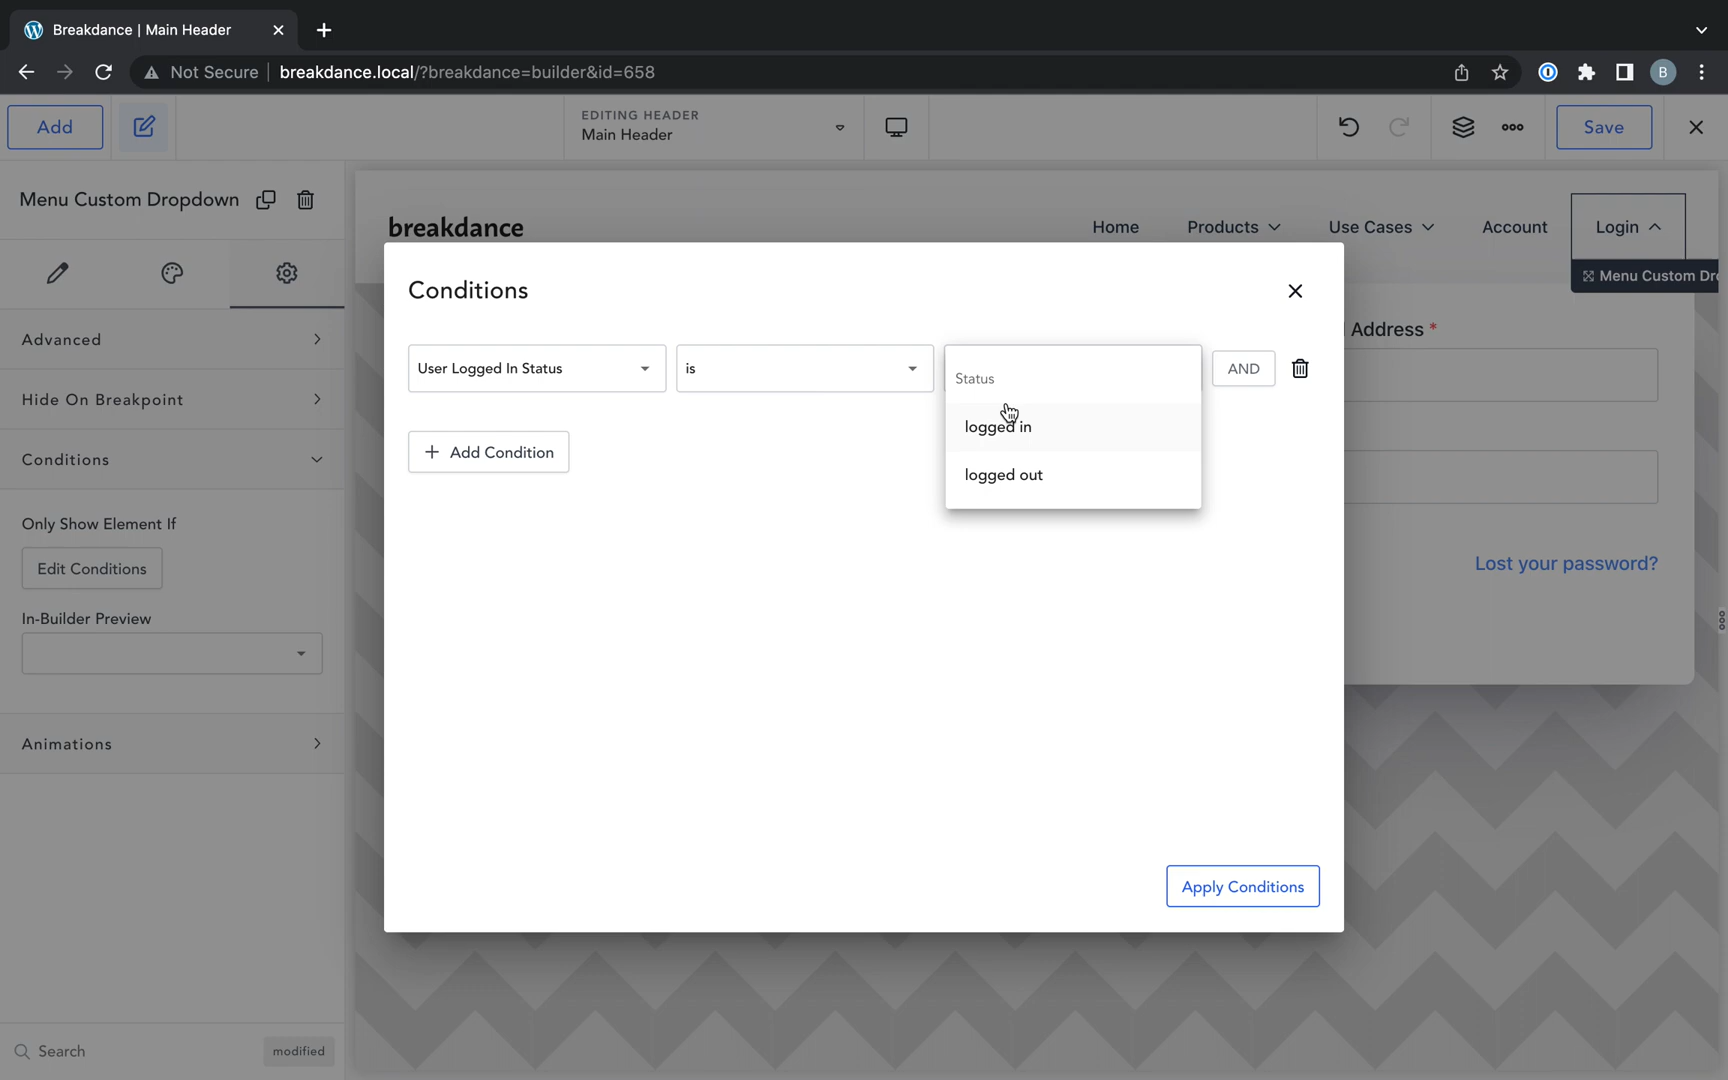 Breakdance | Main Header
Not Secure
breakdance.local/?breakdance=builder&id=658
B
Add
EDITING HEADER
Main Header
Save
Menu Custom Dropdown
breakdance
Home
Products
Use Cases
Account
Login
Menu Custom Dro
Advanced
Hide On Breakpoint
Conditions
Only Show Element If
Edit Conditions
In-Builder Preview
Animations
Search
modified
Conditions
User Logged In Status
is
Status
logged in
logged out
AND
Add Condition
Apply Conditions
Address *
Lost your password?